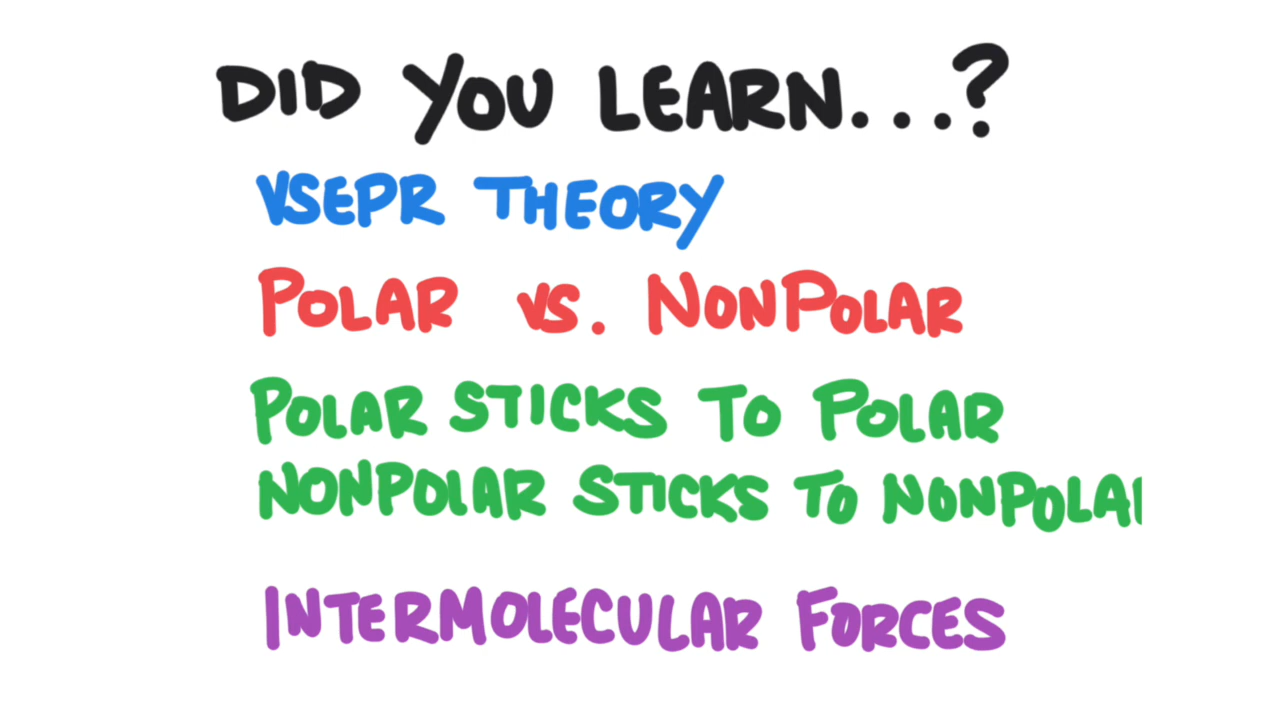 DID YOU LEARN...?
VSEPR THEORY
POLAR VS. NONPOLAR
POLAR STICKS TO POLAR
NONPOLAR STICKS TO NONPOLA
INTERMOLECULAR FORCES